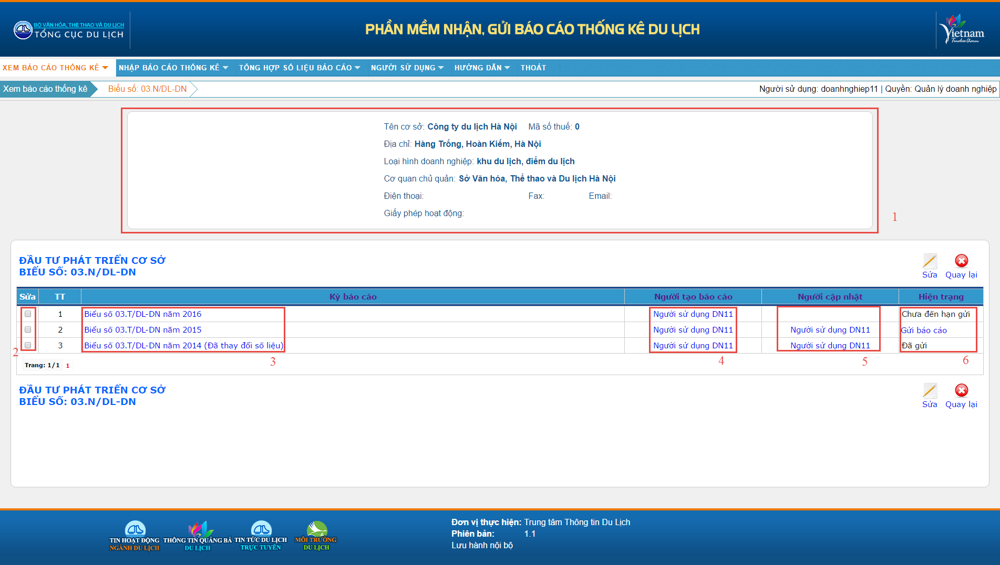 BỘ VĂN HÓA, THỂ THAO VÀ DU LỊCH
TỔNG CỤC DU LỊCH
PHẦN MỀM NHẬN, GỬI BÁO CÁO THỐNG KÊ DU LỊCH
Vietnam
Timeless Charm
XEM BÁO CÁO THỐNG KÊ NHẬP BÁO CÁO THỐNG KÊ TỔNG HỢP SỐ LIỆU BÁO CÁO NGƯỜI SỬ DỤNG HƯỚNG DẪN THOÁT
Xem báo cáo thống kê Biểu số: 03.N/DL-DN Người sử dụng: doanhnghiep11 | Quyền: Quản lý doanh nghiệp
Tên cơ sở: Công ty du lịch Hà Nội Mã số thuế: 0
Địa chỉ: Hàng Trống, Hoàn Kiếm, Hà Nội
Loại hình doanh nghiệp: khu du lịch, điểm du lịch
Cơ quan chủ quản: Sở Văn hóa, Thể thao và Du lịch Hà Nội
Điện thoại: Fax: Email:
Giấy phép hoạt động:
1
ĐẦU TƯ PHÁT TRIỂN CƠ SỞ
BIỂU SỐ: 03.N/DL-DN
Sửa Quay lại
Sửa TT Kỳ báo cáo Người tạo báo cáo Người cập nhật Hiện trạng
1 Biểu số 03.T/DL-DN năm 2016 Người sử dụng DN11 Chưa đến hạn gửi
2 Biểu số 03.T/DL-DN năm 2015 Người sử dụng DN11 Người sử dụng DN11 Gửi báo cáo
3 Biểu số 03.T/DL-DN năm 2014 (Đã thay đổi số liệu) Người sử dụng DN11 Người sử dụng DN11 Đã gửi
2 3 4 5 6
Trang: 1/1 1
ĐẦU TƯ PHÁT TRIỂN CƠ SỞ
BIỂU SỐ: 03.N/DL-DN
Sửa Quay lại
TIN HOẠT ĐỘNG
NGÀNH DU LỊCH
THÔNG TIN QUẢNG BÁ
DU LỊCH
TIN TỨC DU LỊCH
TRỰC TUYẾN
MÔI TRƯỜNG
DU LỊCH
Đơn vị thực hiện: Trung tâm Thông tin Du Lịch
Phiên bản: 1.1
Lưu hành nội bộ